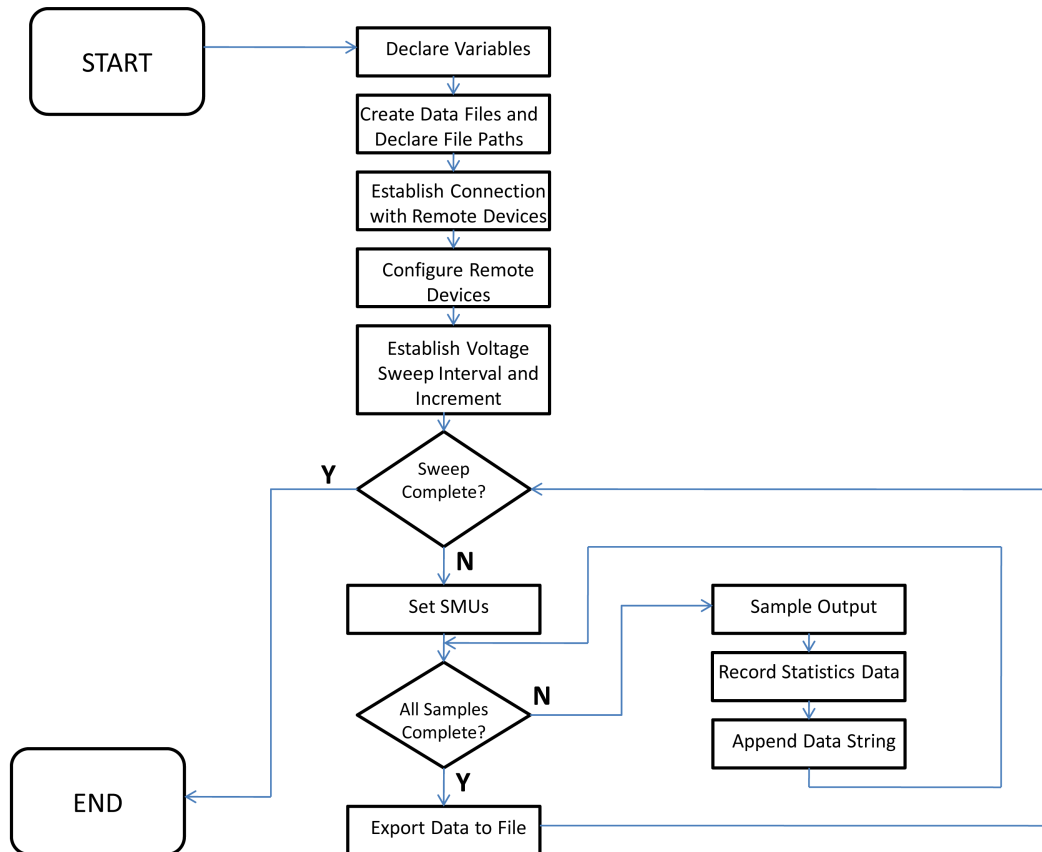 START
Declare Variables
Create Data Files and
Declare File Paths
Establish Connection
with Remote Devices
Configure Remote
Devices
Establish Voltage
Sweep Interval and
Increment
Sweep
Complete?
Y
N
Set SMUs
All Samples
Complete?
N
Sample Output
Record Statistics Data
Append Data String
Y
Export Data to File
END